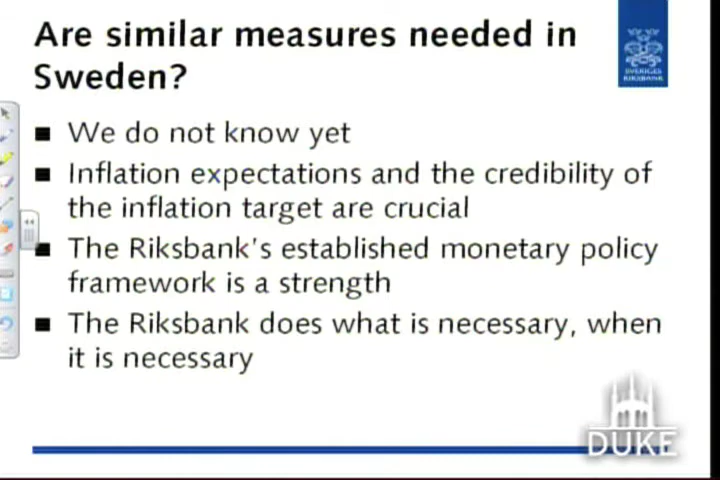 Are similar measures needed in
Sweden?
SVERIGES
RIKSBANK
■ We do not know yet
■ Inflation expectations and the credibility of
the inflation target are crucial
■ The Riksbank's established monetary policy
framework is a strength
■ The Riksbank does what is necessary, when
it is necessary
DUKE